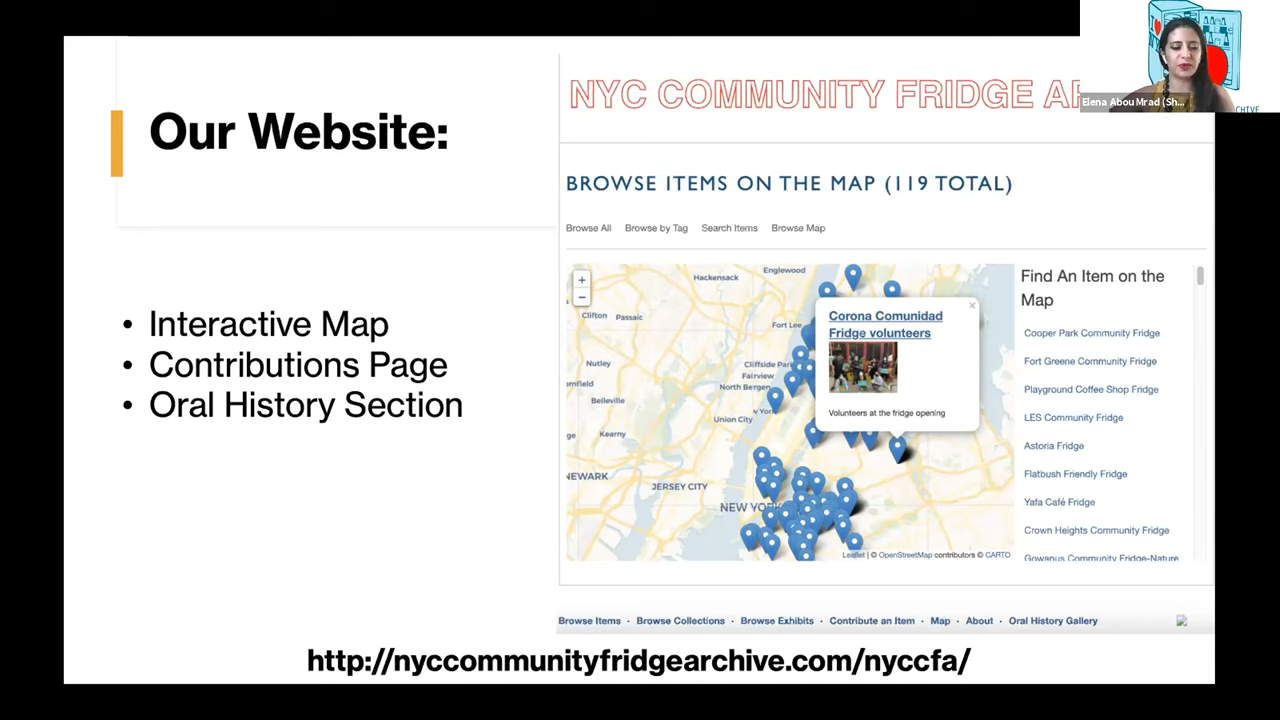 Our Website:
• Interactive Map
• Contributions Page
• Oral History Section
NYC COMMUNITY FRIDGE
BROWSE ITEMS ON THE MAP (119 TOTAL)
Browse All Browse by Tag Search Items Browse Map
+
−
Hackensack
Englewood
Clifton
Passaic
Fort Lee
Nutley
Cliffside Par
Fairview
North Bergen
Belleville
Union City
Kearny
NEWARK
JERSEY CITY
NEW YORK
Corona Comunidad
Fridge volunteers
×
Volunteers at the fridge opening
Leaflet | © OpenStreetMap contributors © CARTO
Find An Item on the
Map
Cooper Park Community Fridge
Fort Greene Community Fridge
Playground Coffee Shop Fridge
LES Community Fridge
Astoria Fridge
Flatbush Friendly Fridge
Yafa Café Fridge
Crown Heights Community Fridge
Gowanus Community Fridge-Nature
Browse Items · Browse Collections · Browse Exhibits · Contribute an Item · Map · About · Oral History Gallery
http://nyccommunityfridgearchive.com/nyccfa/
Elena Abou Mrad (Sh...
CHIVE